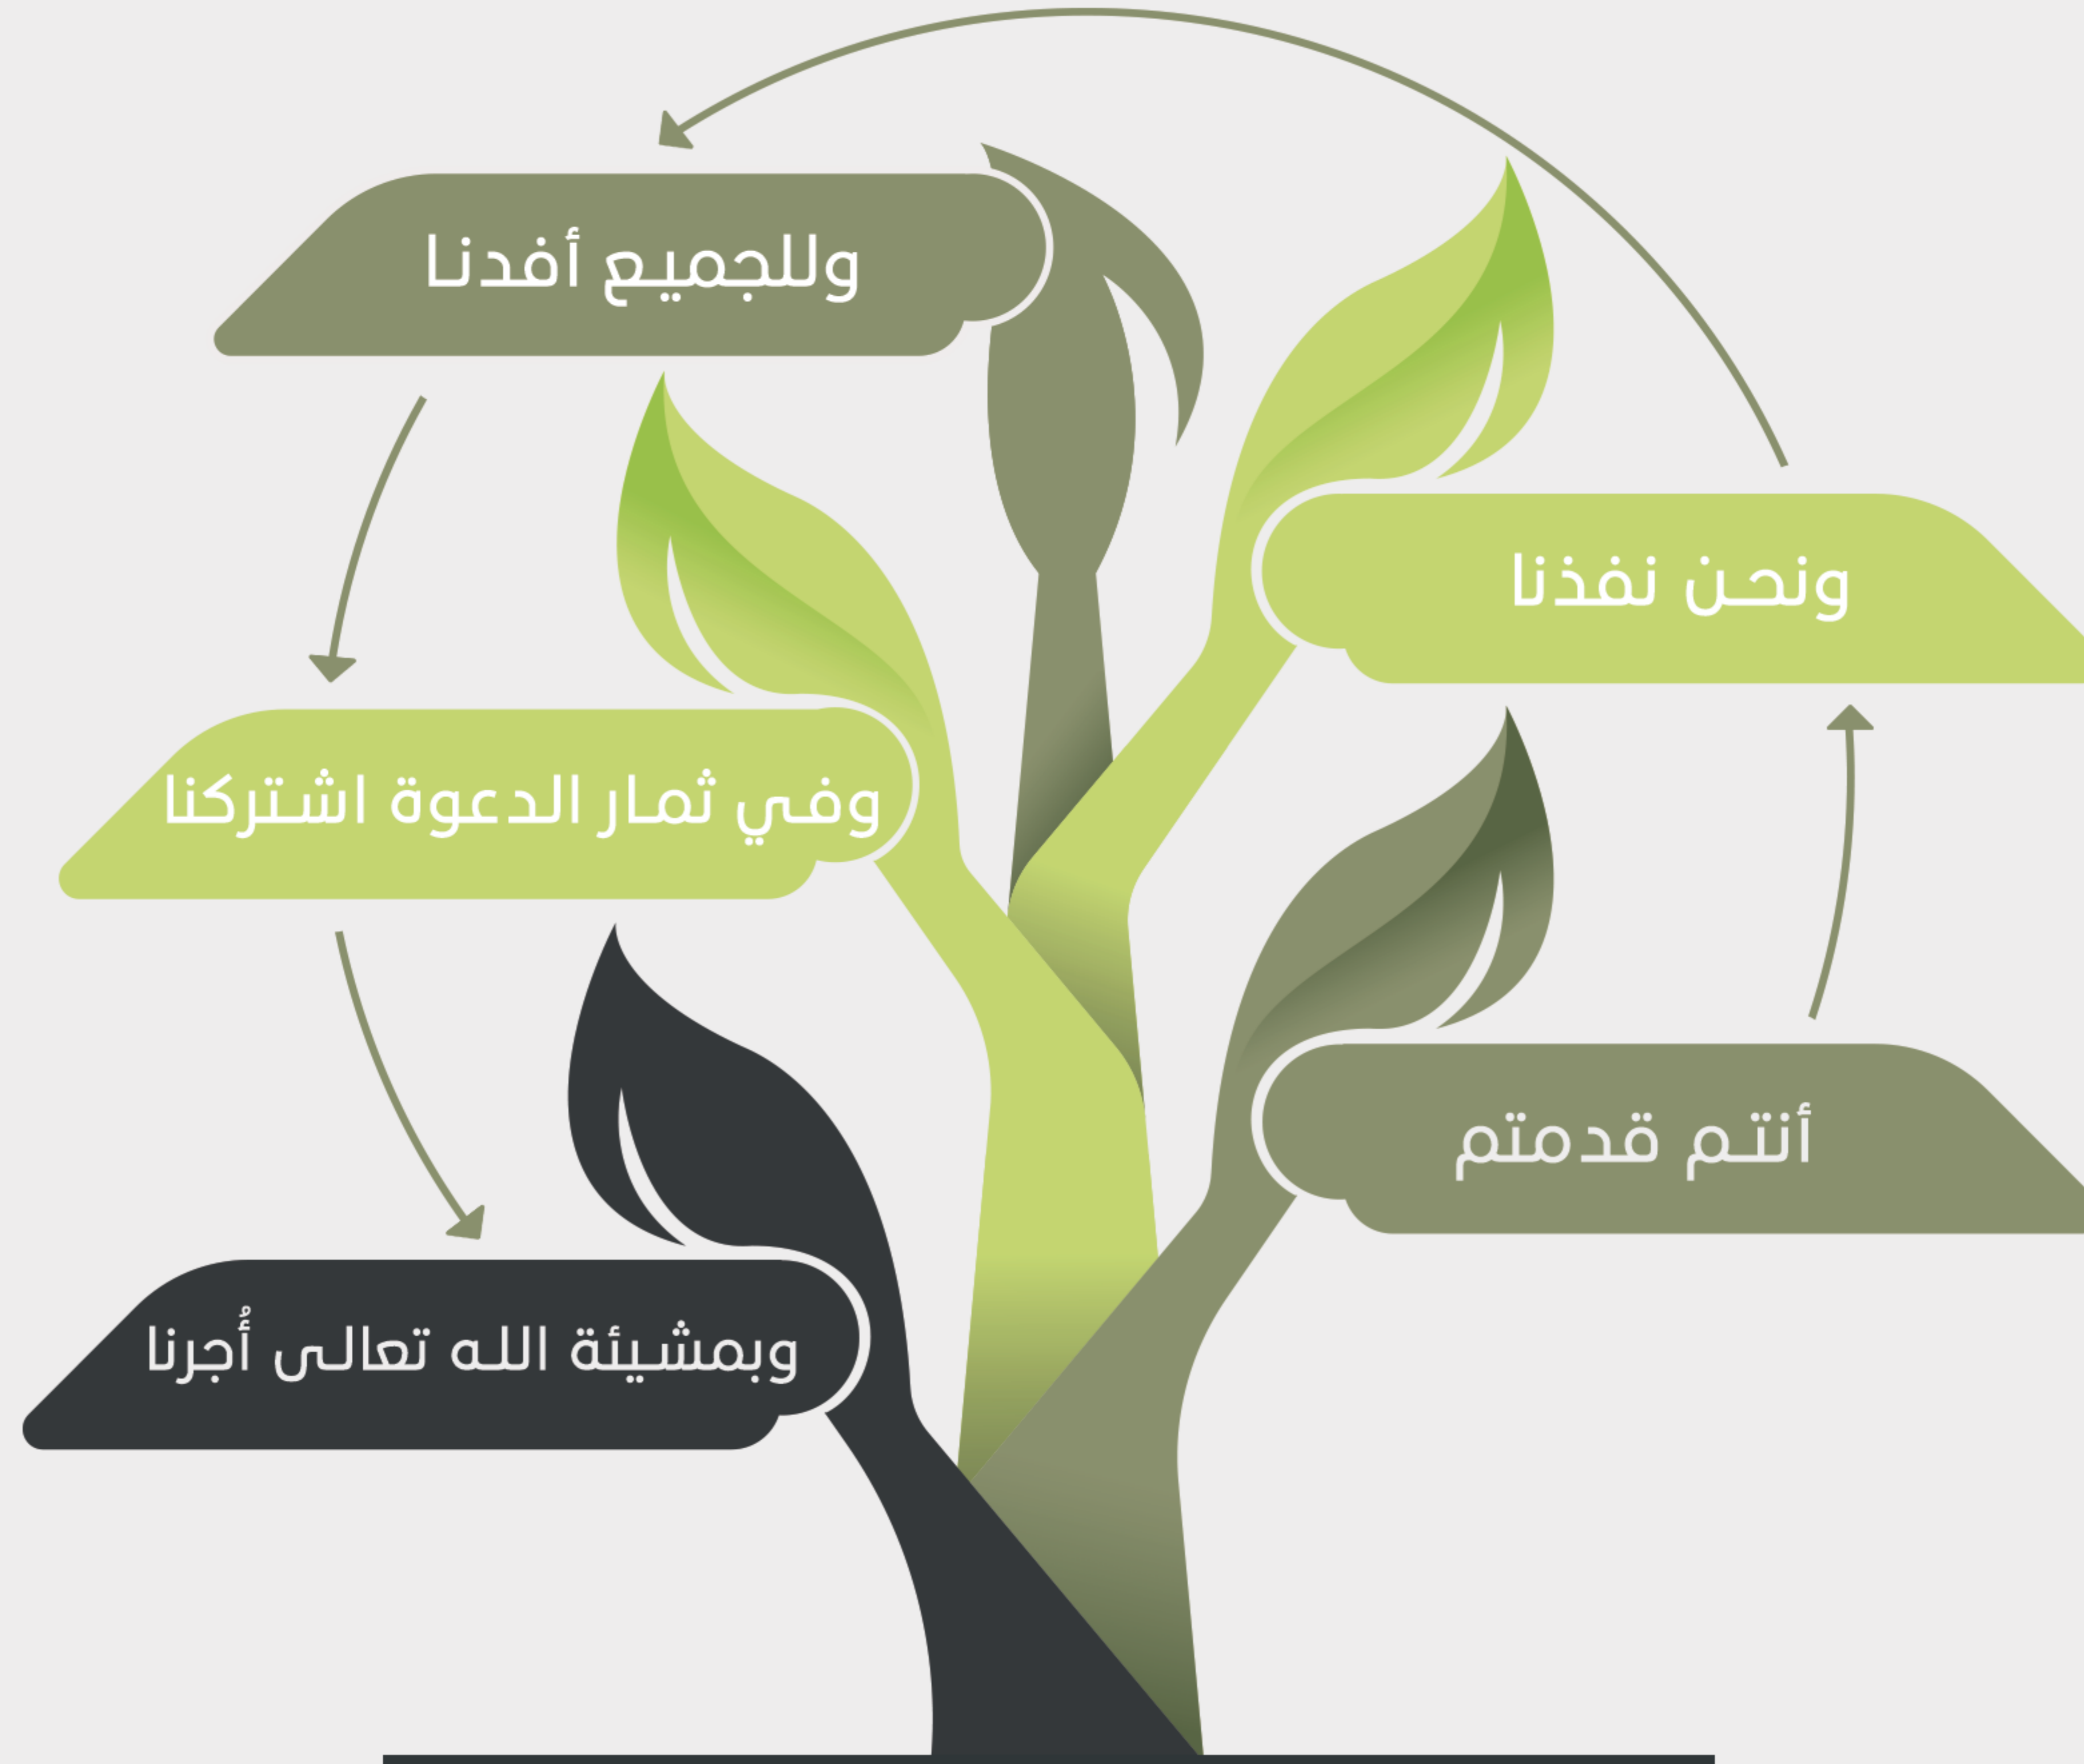 أنتم قدمتم
ونحن نفذنا
وللجميع أفدنا
وفي ثمار الدعوة اشتركنا
وبمشيئة الله تعالى أُجرنا